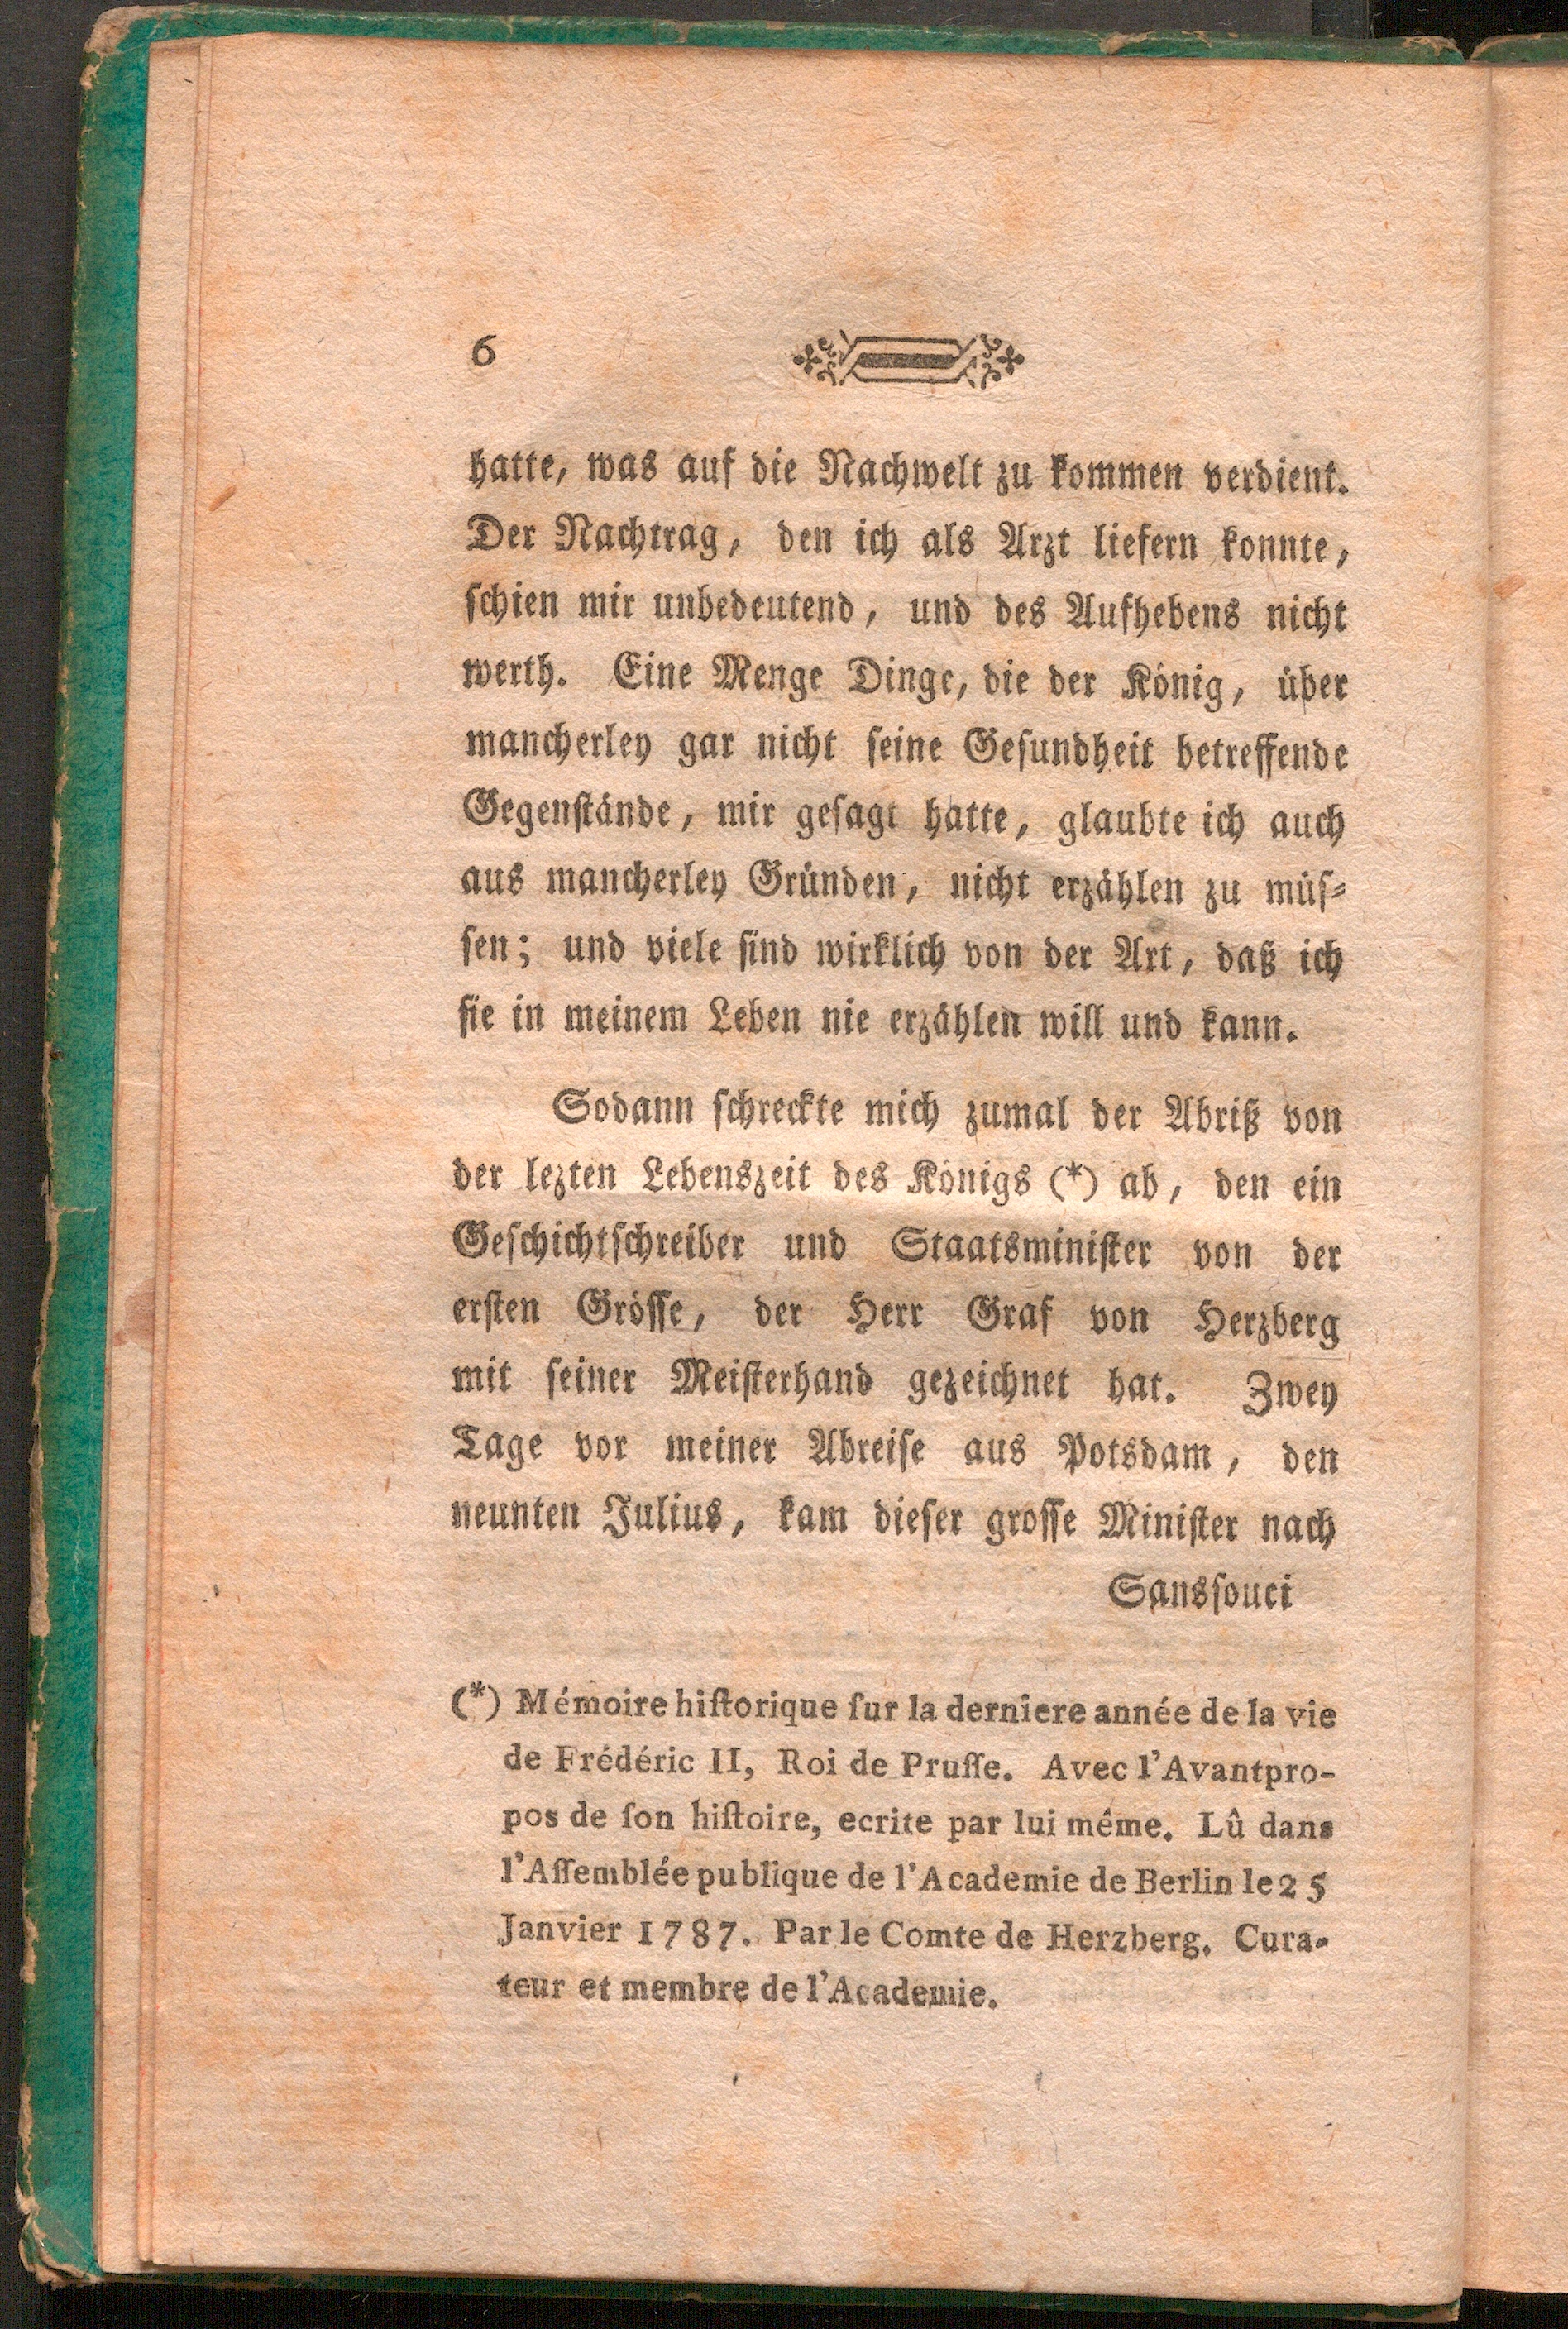 6
hatte, was auf die Nachwelt zu kommen verdient.
Der Nachtrag, den ich als Arzt liefern konnte,
ſchien mir unbedeutend, und des Aufhebens nicht
werth. Eine Menge Dinge, die der König, über
mancherley gar nicht ſeine Geſundheit betreffende
Gegenſtände, mir geſagt hatte, glaubte ich auch
aus mancherley Gründen, nicht erzählen zu müſ-
ſen; und viele ſind wirklich von der Art, daß ich
ſie in meinem Leben nie erzählen will und kann.
Sodann ſchreckte mich zumal der Abriß von
der lezten Lebenszeit des Königs (*) ab, den ein
Geſchichtſchreiber und Staatsminiſter von der
erſten Gröſſe, der Herr Graf von Herzberg
mit ſeiner Meiſterhand gezeichnet hat. Zwey
Tage vor meiner Abreiſe aus Potsdam, den
neunten Julius, kam dieſer groſſe Miniſter nach
Sansſouci
(*) Mémoire hiſtorique ſur la derniere année de la vie
de Frédéric II, Roi de Pruſſe. Avec l'Avantpro-
pos de ſon hiſtoire, ecrite par lui même. Lû dans
l'Aſſemblée publique de l'Academie de Berlin le 25
Janvier 1787. Par le Comte de Herzberg. Cura-
teur et membre de l'Academie.